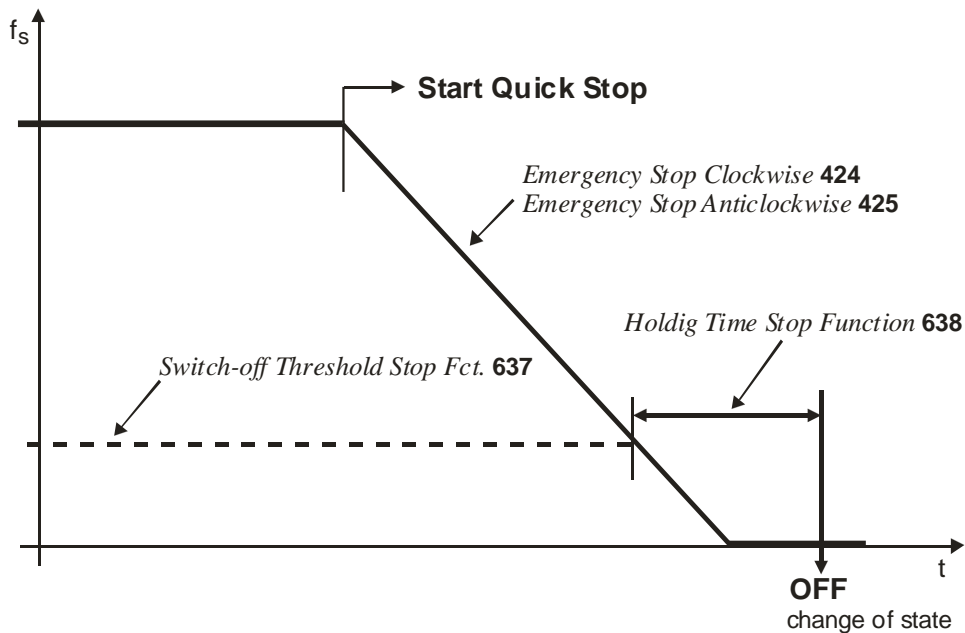 fS
Start Quick Stop
Emergency Stop Clockwise 424
Emergency Stop Anticlockwise 425
Holdig Time Stop Function 638
Switch-off Threshold Stop Fct. 637
t
OFF
change of state